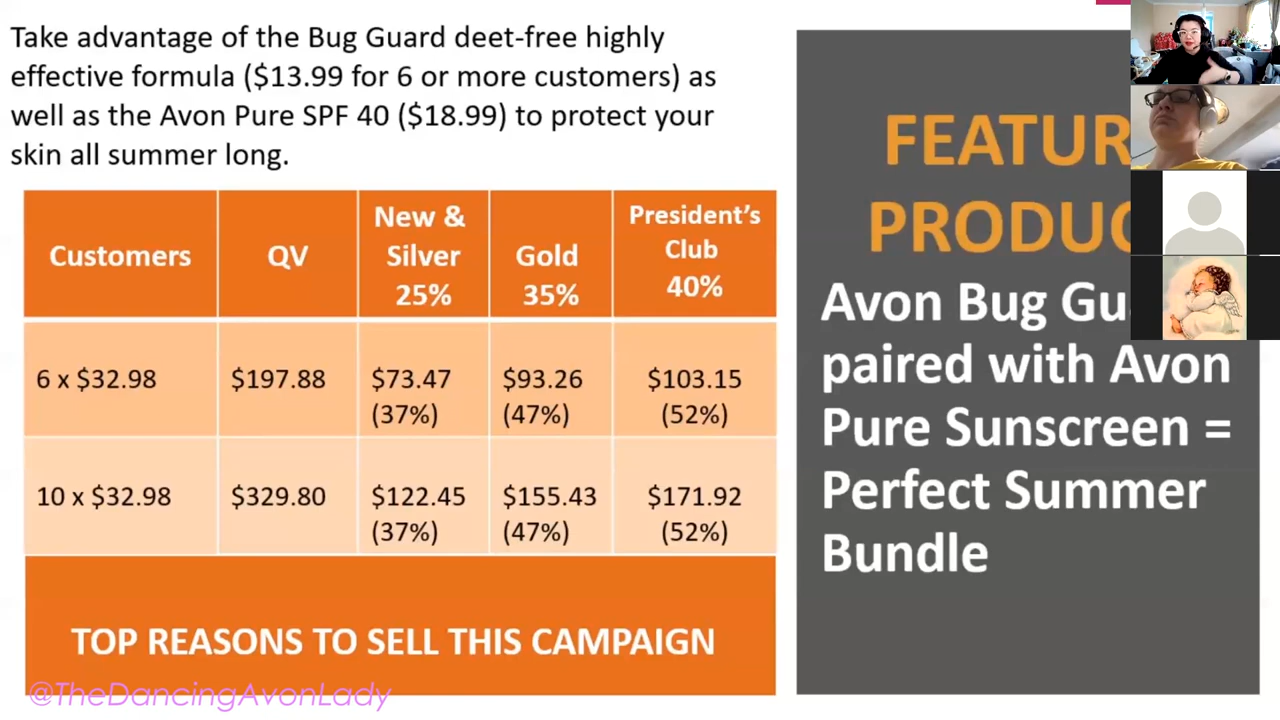 Take advantage of the Bug Guard deet-free highly
effective formula ($13.99 for 6 or more customers) as
well as the Avon Pure SPF 40 ($18.99) to protect your
skin all summer long.
Customers
QV
New &
Silver
25%
Gold
35%
President's
Club
40%
6 x $32.98
$197.88
$73.47
(37%)
$93.26
(47%)
$103.15
(52%)
10 x $32.98
$329.80
$122.45
(37%)
$155.43
(47%)
$171.92
(52%)
TOP REASONS TO SELL THIS CAMPAIGN
@TheDancingAvonLady
Avon Bug
paired with Avon
Pure Sunscreen =
Perfect Summer
Bundle